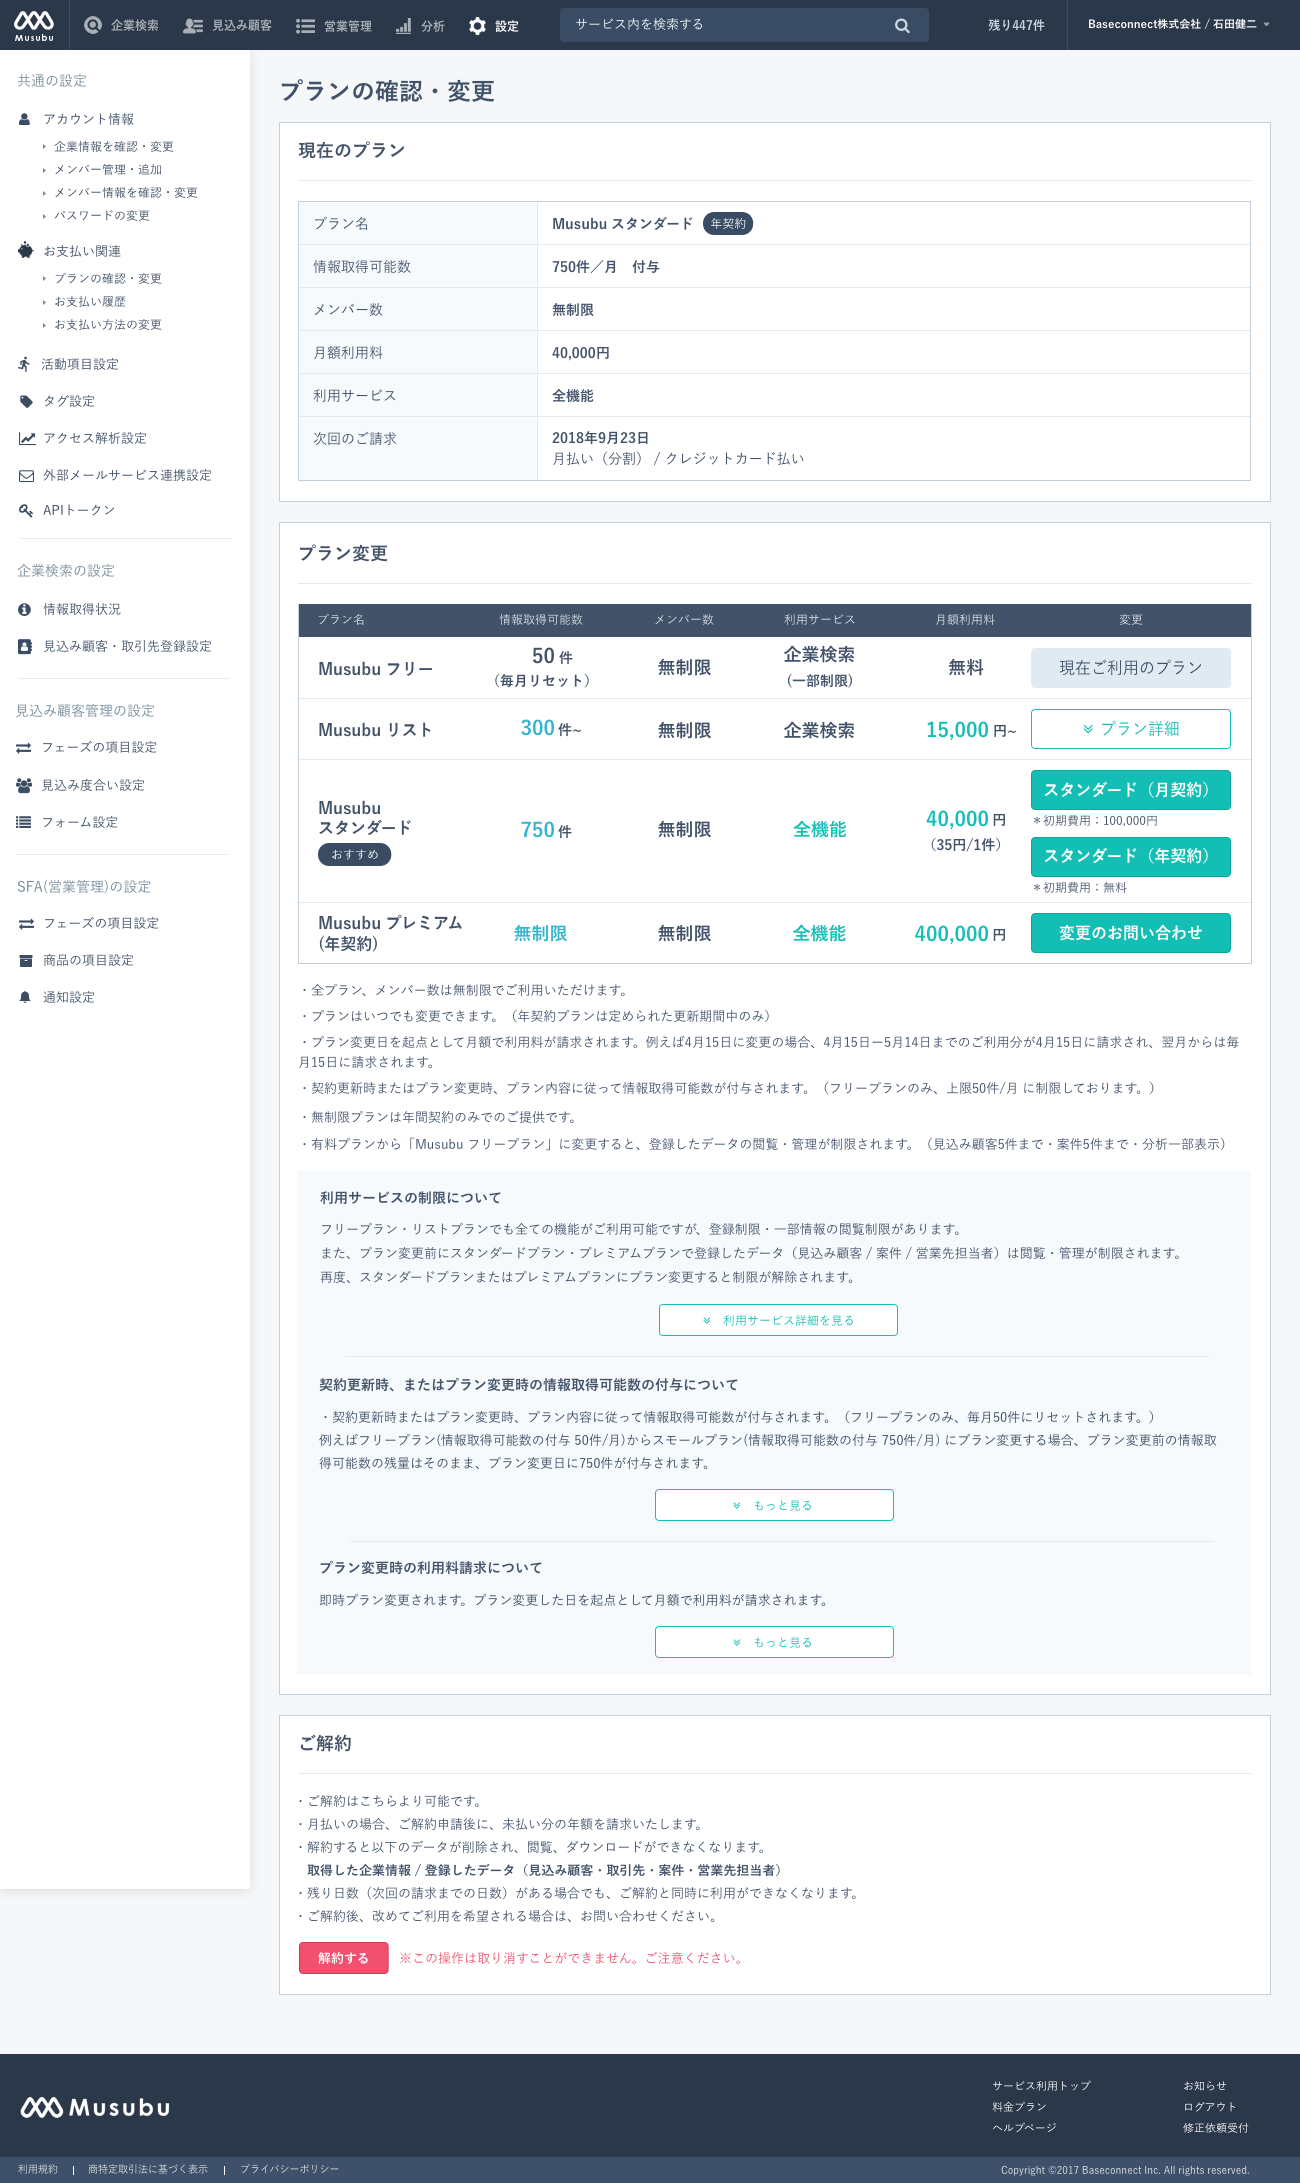 Musubu
企業検索
見込み顧客
営業管理
分析
設定
サービス内を検索する
残り447件
Baseconnect株式会社 / 石田健二
共通の設定
アカウント情報
企業情報を確認・変更
メンバー管理・追加
メンバー情報を確認・変更
パスワードの変更
お支払い関連
プランの確認・変更
お支払い履歴
お支払い方法の変更
活動項目設定
タグ設定
アクセス解析設定
外部メールサービス連携設定
APIトークン
企業検索の設定
情報取得状況
見込み顧客・取引先登録設定
見込み顧客管理の設定
フェーズの項目設定
見込み度合い設定
フォーム設定
SFA(営業管理)の設定
フェーズの項目設定
商品の項目設定
通知設定
プランの確認・変更
現在のプラン
プラン名 Musubu スタンダード 年契約
情報取得可能数 750件／月　付与
メンバー数 無制限
月額利用料 40,000円
利用サービス 全機能
次回のご請求 2018年9月23日
月払い（分割） / クレジットカード払い
プラン変更
プラン名 情報取得可能数 メンバー数 利用サービス 月額利用料 変更
Musubu フリー 50 件 無制限 企業検索 無料 現在ご利用のプラン
（毎月リセット） (一部制限)
Musubu リスト 300 件~ 無制限 企業検索 15,000 円~ プラン詳細
Musubu
スタンダード
おすすめ
750 件 無制限 全機能 40,000 円
（35円/1件）
スタンダード（月契約）
＊初期費用：100,000円
スタンダード（年契約）
＊初期費用：無料
Musubu プレミアム
(年契約)
無制限 無制限 全機能 400,000 円 変更のお問い合わせ
・全プラン、メンバー数は無制限でご利用いただけます。
・プランはいつでも変更できます。（年契約プランは定められた更新期間中のみ）
・プラン変更日を起点として月額で利用料が請求されます。例えば4月15日に変更の場合、4月15日ー5月14日までのご利用分が4月15日に請求され、翌月からは毎
月15日に請求されます。
・契約更新時またはプラン変更時、プラン内容に従って情報取得可能数が付与されます。（フリープランのみ、上限50件/月 に制限しております。）
・無制限プランは年間契約のみでのご提供です。
・有料プランから「Musubu フリープラン」に変更すると、登録したデータの閲覧・管理が制限されます。（見込み顧客5件まで・案件5件まで・分析一部表示）
利用サービスの制限について
フリープラン・リストプランでも全ての機能がご利用可能ですが、登録制限・一部情報の閲覧制限があります。
また、プラン変更前にスタンダードプラン・プレミアムプランで登録したデータ（見込み顧客 / 案件 / 営業先担当者）は閲覧・管理が制限されます。
再度、スタンダードプランまたはプレミアムプランにプラン変更すると制限が解除されます。
利用サービス詳細を見る
契約更新時、またはプラン変更時の情報取得可能数の付与について
・契約更新時またはプラン変更時、プラン内容に従って情報取得可能数が付与されます。（フリープランのみ、毎月50件にリセットされます。）
例えばフリープラン(情報取得可能数の付与 50件/月)からスモールプラン(情報取得可能数の付与 750件/月) にプラン変更する場合、プラン変更前の情報取
得可能数の残量はそのまま、プラン変更日に750件が付与されます。
もっと見る
プラン変更時の利用料請求について
即時プラン変更されます。プラン変更した日を起点として月額で利用料が請求されます。
もっと見る
ご解約
・ご解約はこちらより可能です。
・月払いの場合、ご解約申請後に、未払い分の年額を請求いたします。
・解約すると以下のデータが削除され、閲覧、ダウンロードができなくなります。
取得した企業情報 / 登録したデータ（見込み顧客・取引先・案件・営業先担当者）
・残り日数（次回の請求までの日数）がある場合でも、ご解約と同時に利用ができなくなります。
・ご解約後、改めてご利用を希望される場合は、お問い合わせください。
解約する ※この操作は取り消すことができません。ご注意ください。
Musubu
サービス利用トップ
料金プラン
ヘルプページ
お知らせ
ログアウト
修正依頼受付
利用規約 | 商特定取引法に基づく表示 | プライバシーポリシー
Copyright ©2017 Baseconnect Inc. All rights reserved.